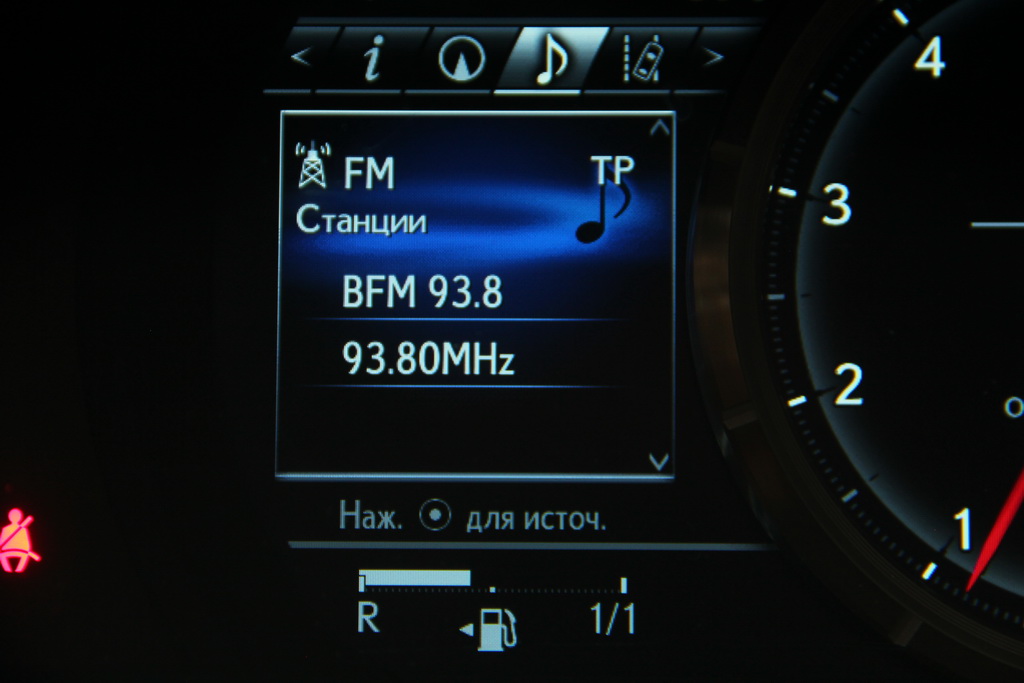 i
FM
TP
Станции
BFM 93.8
93.80MHz
Наж. для источ.
R
1/1
4
3
2
1